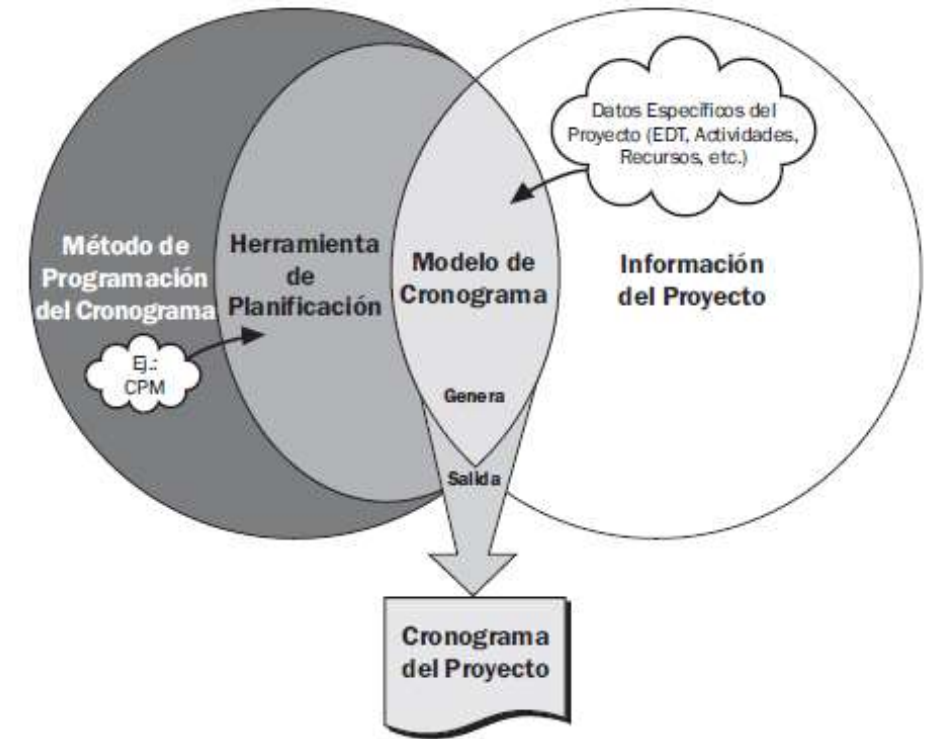 Datos Específicos del
Proyecto (EDT, Actividades,
Recursos, etc.)
Método de
Programación
del Cronograma
Ej.:
CPM
Herramienta
de
Planificación
Modelo de
Cronograma
Información
del Proyecto
Genera
Salida
Cronograma
del Proyecto